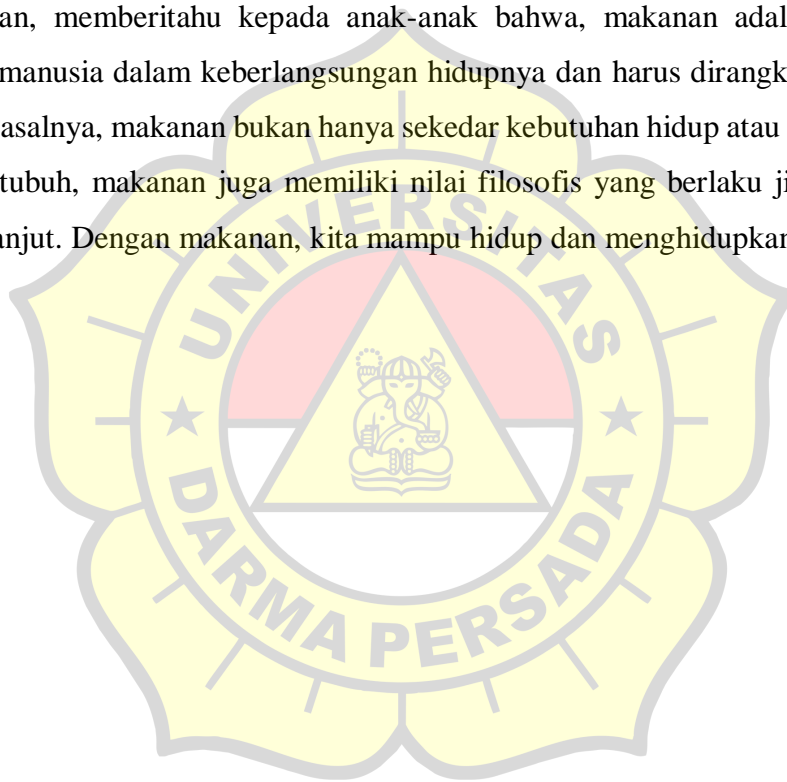 an, memberitahu kepada anak-anak bahwa, makanan adal
manusia dalam keberlangsungan hidupnya dan harus dirangk
asalnya, makanan bukan hanya sekedar kebutuhan hidup atau
tubuh, makanan juga memiliki nilai filosofis yang berlaku ji
anjut. Dengan makanan, kita mampu hidup dan menghidupkan
UNIVERSITAS
DARMA PERSADA